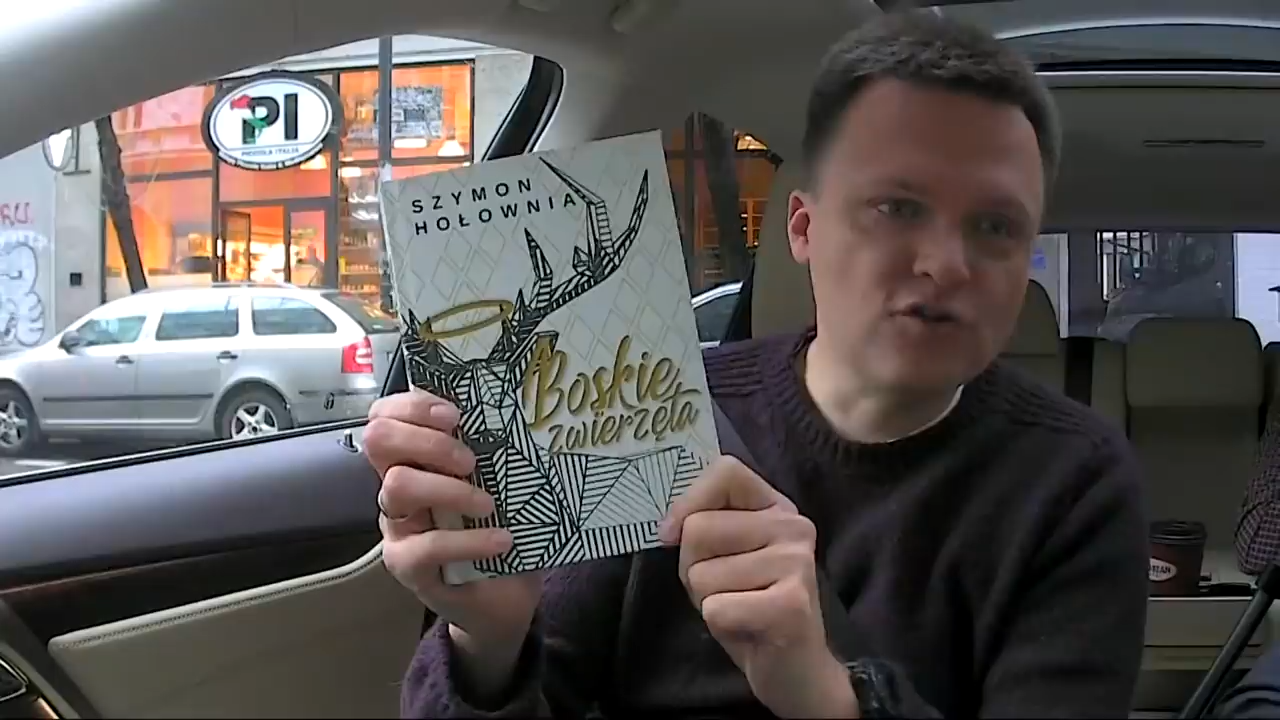 PI
PICCOLA ITALIA
SZYMON
HOŁOWNIA
Boskie
zwierzęta